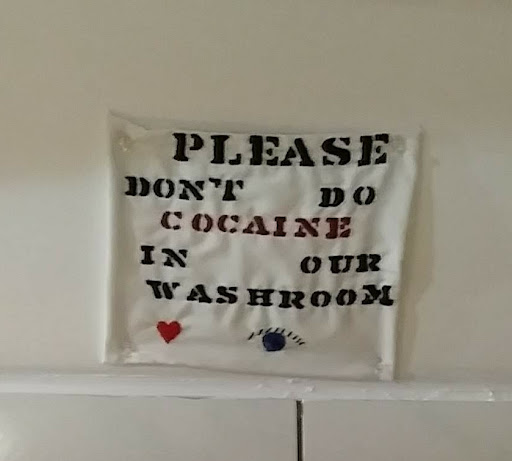 PLEASE
DON'T DO
COCAINE
IN OUR
WASHROOM